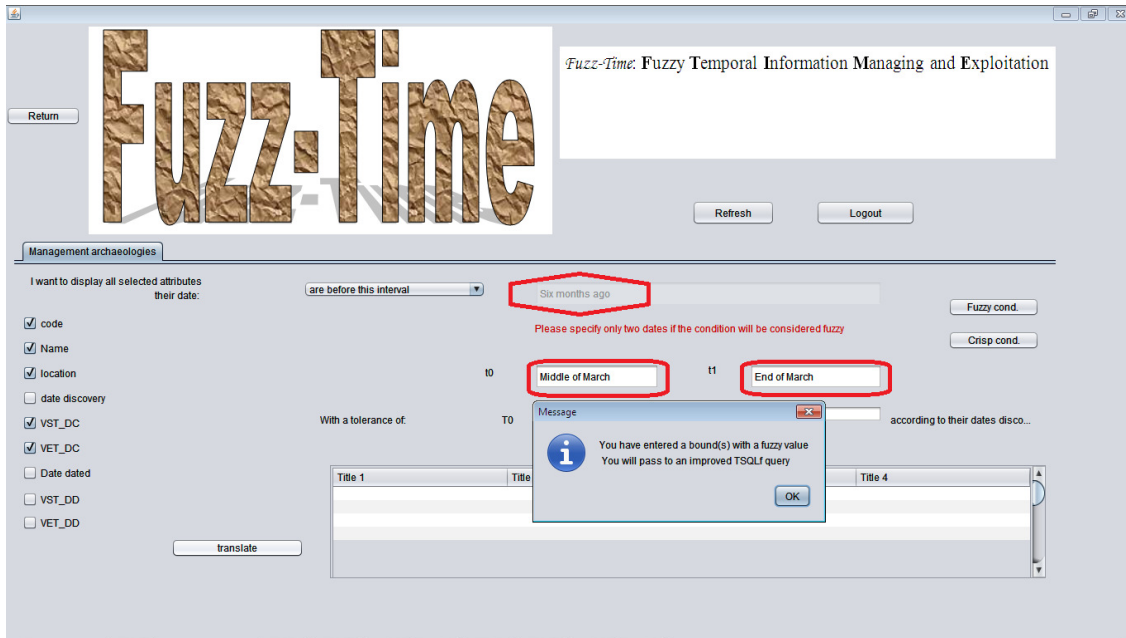 Fuzz-Time
Fuzz-Time: Fuzzy Temporal Information Managing and Exploitation
Return
Refresh
Logout
Management archaeologies
I want to display all selected attributes
their date:
are before this interval
Six months ago
Fuzzy cond.
Please specify only two dates if the condition will be considered fuzzy
Crisp cond.
code
Name
location
date discovery
VST_DC
VET_DC
Date dated
VST_DD
VET_DD
t0
Middle of March
t1
End of March
With a tolerance of:
T0
according to their dates disco...
Message
You have entered a bound(s) with a fuzzy value
You will pass to an improved TSQLf query
OK
Title 1
Title
Title 4
translate